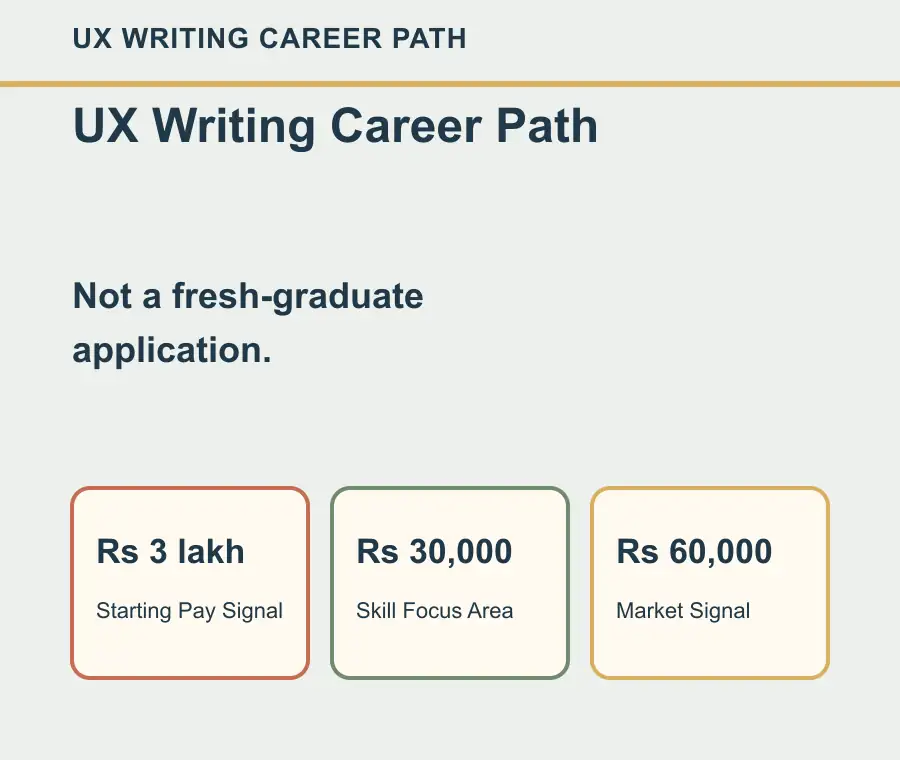 UX WRITING CAREER PATH
UX Writing Career Path
Not a fresh-graduate
application.
Rs 3 lakh
Starting Pay Signal
Rs 30,000
Skill Focus Area
Rs 60,000
Market Signal